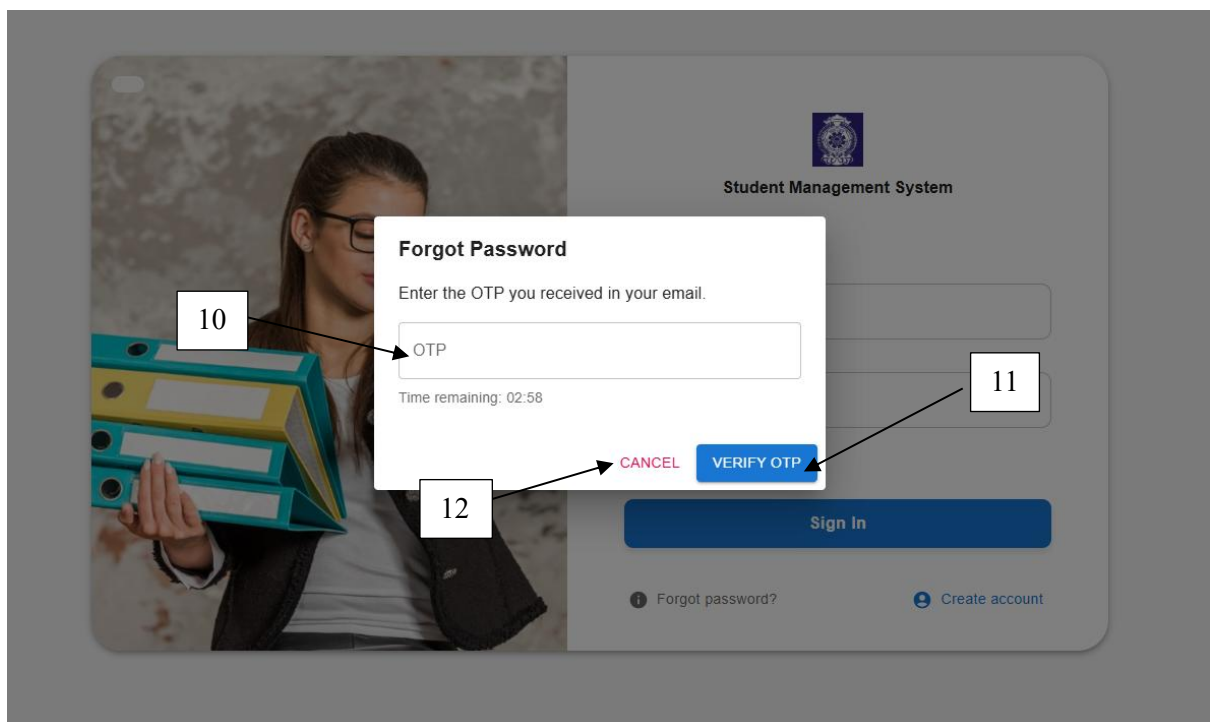 Student Management System
Forgot Password
Enter the OTP you received in your email.
10
OTP
11
Time remaining: 02:58
CANCEL
VERIFY OTP
12
Sign In
Forgot password?
Create account